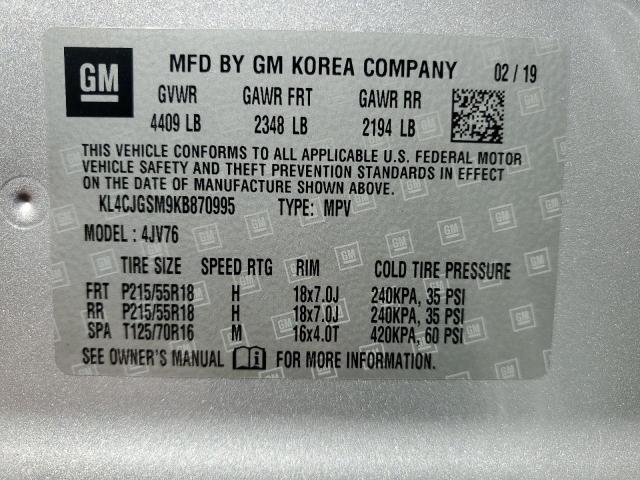 GM MFD BY GM KOREA COMPANY 02 / 19
GVWR GAWR FRT GAWR RR
4409 LB 2348 LB 2194 LB
THIS VEHICLE CONFORMS TO ALL APPLICABLE U.S. FEDERAL MOTOR
VEHICLE SAFETY AND THEFT PREVENTION STANDARDS IN EFFECT
ON THE DATE OF MANUFACTURE SHOWN ABOVE.
KL4CJGSM9KB870995 TYPE: MPV
MODEL : 4JV76
TIRE SIZE SPEED RTG RIM COLD TIRE PRESSURE
FRT P215/55R18 H 18x7.0J 240KPA, 35 PSI
RR P215/55R18 H 18x7.0J 240KPA, 35 PSI
SPA T125/70R16 M 16x4.0T 420KPA, 60 PSI
SEE OWNER'S MANUAL FOR MORE INFORMATION.